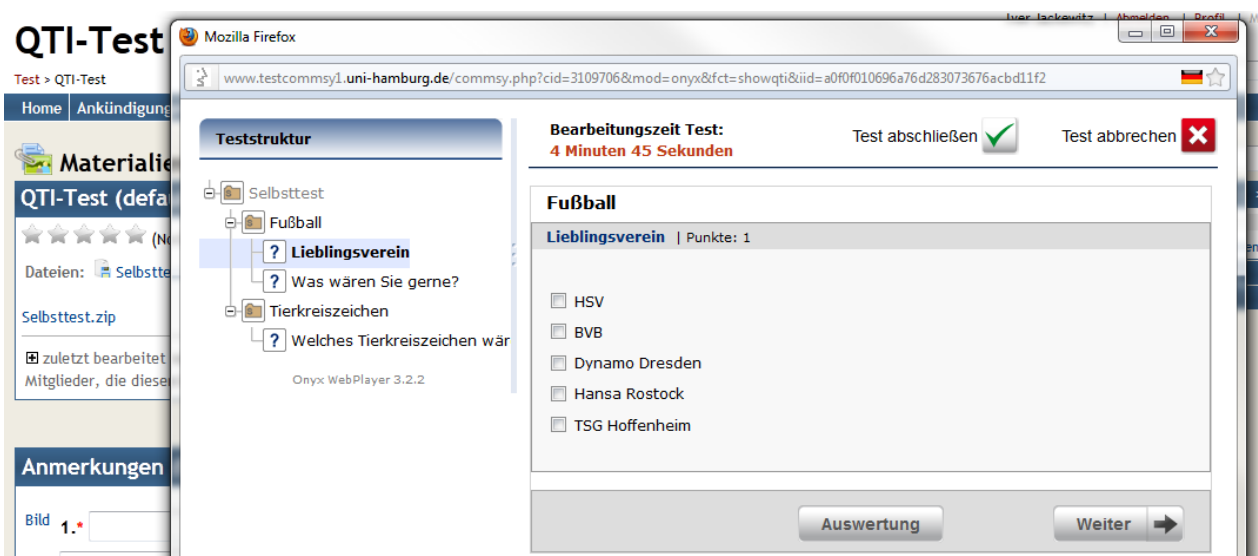 Iver Jackewitz | Abmelden | Profil |
QTI-Test
Test > QTI-Test
Home Ankündigung
Materialie
QTI-Test (defa
Dateien: Selbstte
Selbsttest.zip
zuletzt bearbeitet
Mitglieder, die diese
Anmerkungen
Bild 1.*
Mozilla Firefox
www.testcommsy1.uni-hamburg.de/commsy.php?cid=3109706&mod=onyx&fct=showqti&iid=a0f0f010696a76d283073676acbd11f2
Teststruktur
Selbsttest
Fußball
? Lieblingsverein
? Was wären Sie gerne?
Tierkreiszeichen
? Welches Tierkreiszeichen wär
Onyx WebPlayer 3.2.2
Bearbeitungszeit Test:
4 Minuten 45 Sekunden
Test abschließen
Test abbrechen
Fußball
Lieblingsverein | Punkte: 1
HSV
BVB
Dynamo Dresden
Hansa Rostock
TSG Hoffenheim
Auswertung
Weiter